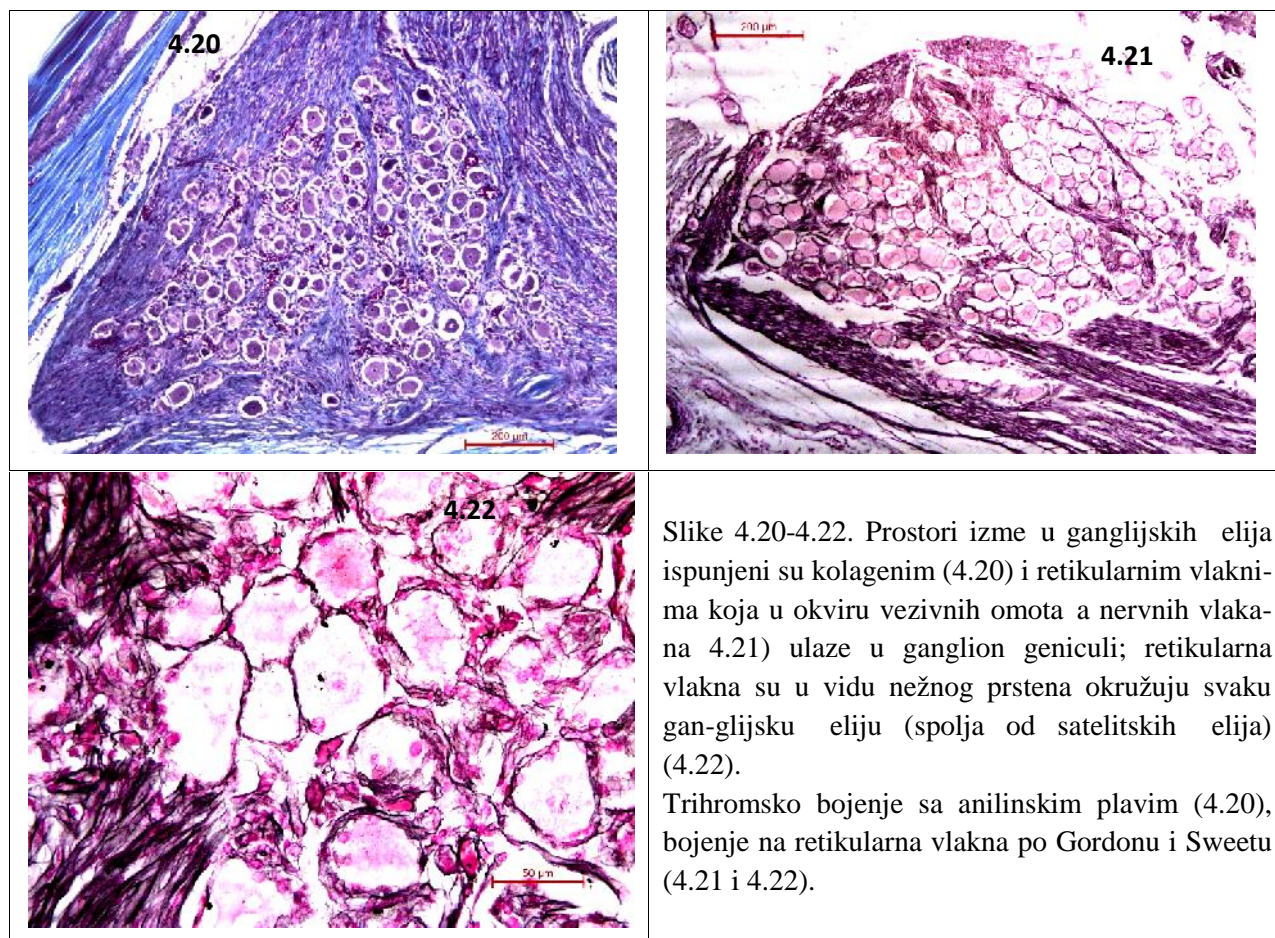 4.20
200 µm
200 µm
4.21
4.22
50 µm
Slike 4.20-4.22. Prostori izme u ganglijskih elija
ispunjeni su kolagenim (4.20) i retikularnim vlakni-
ma koja u okviru vezivnih omota a nervnih vlaka-
na 4.21) ulaze u ganglion geniculi; retikularna
vlakna su u vidu nežnog prstena okružuju svaku
gan-glijsku eliju (spolja od satelitskih elija)
(4.22).
Trihromsko bojenje sa anilinskim plavim (4.20),
bojenje na retikularna vlakna po Gordonu i Sweetu
(4.21 i 4.22).